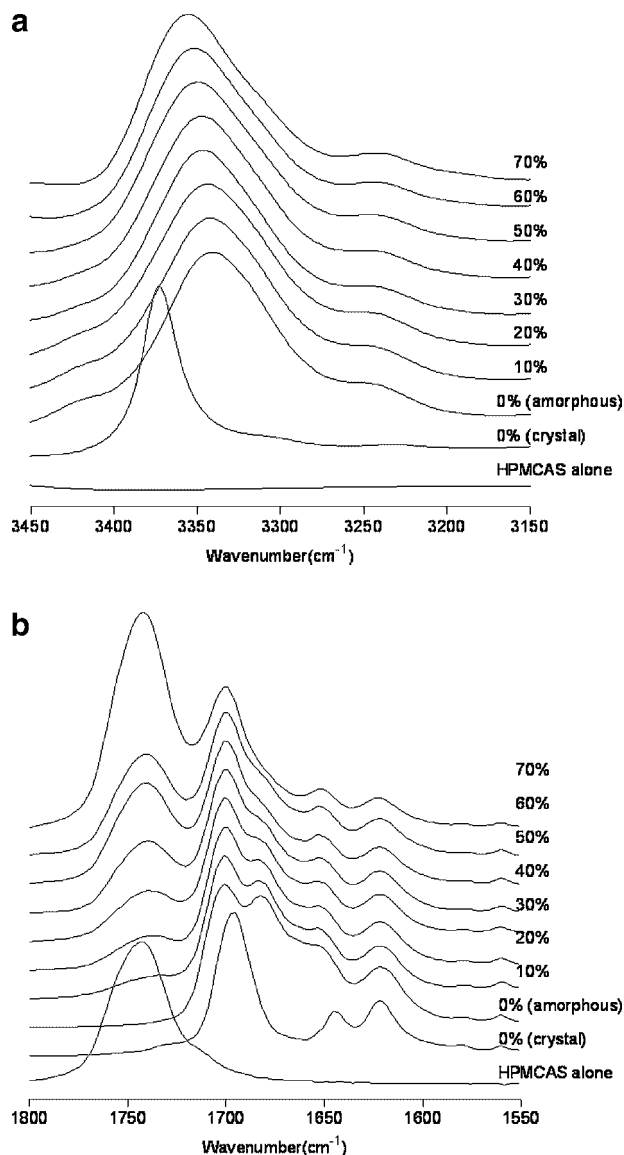 a
70%
60%
50%
40%
30%
20%
10%
0% (amorphous)
0% (crystal)
HPMCAS alone
3450 3400 3350 3300 3250 3200 3150
Wavenumber(cm-1)
b
70%
60%
50%
40%
30%
20%
10%
0% (amorphous)
0% (crystal)
HPMCAS alone
1800 1750 1700 1650 1600 1550
Wavenumber(cm-1)